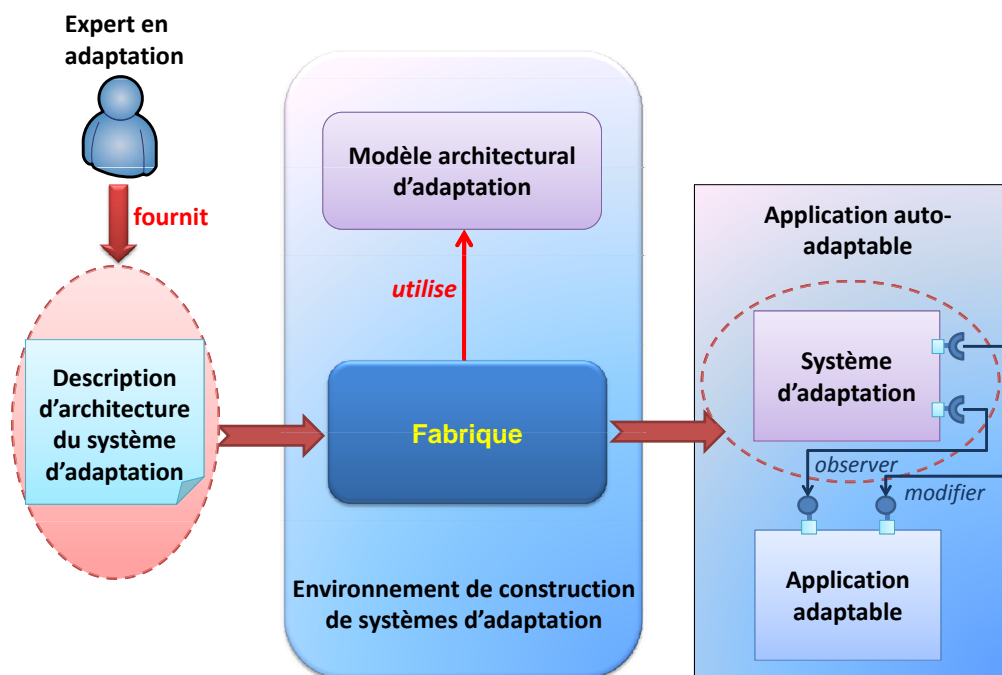 Expert en
adaptation
fournit
Description
d’architecture
du système
d’adaptation
Modèle architectural
d’adaptation
utilise
Fabrique
Environnement de construction
de systèmes d’adaptation
Application auto-
adaptable
Système
d’adaptation
observer
modifier
Application
adaptable